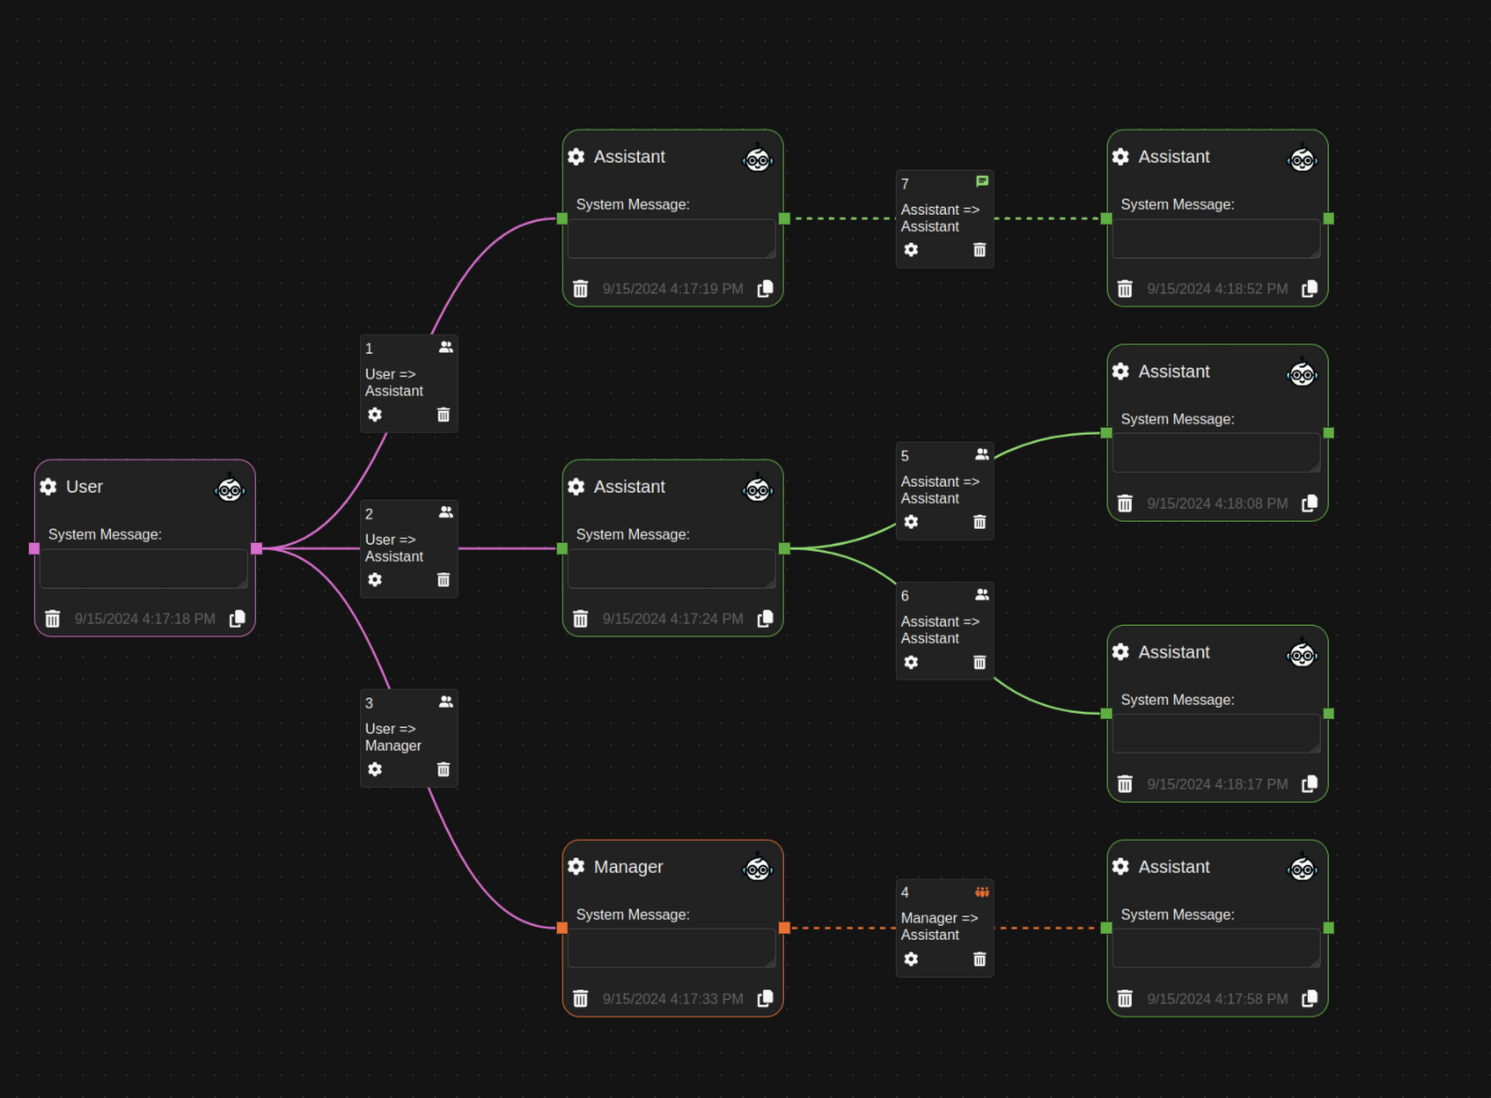 Assistant
System Message:
9/15/2024 4:17:19 PM
7
Assistant =>
Assistant
Assistant
System Message:
9/15/2024 4:18:52 PM
1
User =>
Assistant
Assistant
System Message:
9/15/2024 4:18:08 PM
User
System Message:
9/15/2024 4:17:18 PM
2
User =>
Assistant
Assistant
System Message:
9/15/2024 4:17:24 PM
5
Assistant =>
Assistant
6
Assistant =>
Assistant
Assistant
System Message:
9/15/2024 4:18:17 PM
3
User =>
Manager
Manager
System Message:
9/15/2024 4:17:33 PM
4
Manager =>
Assistant
Assistant
System Message:
9/15/2024 4:17:58 PM